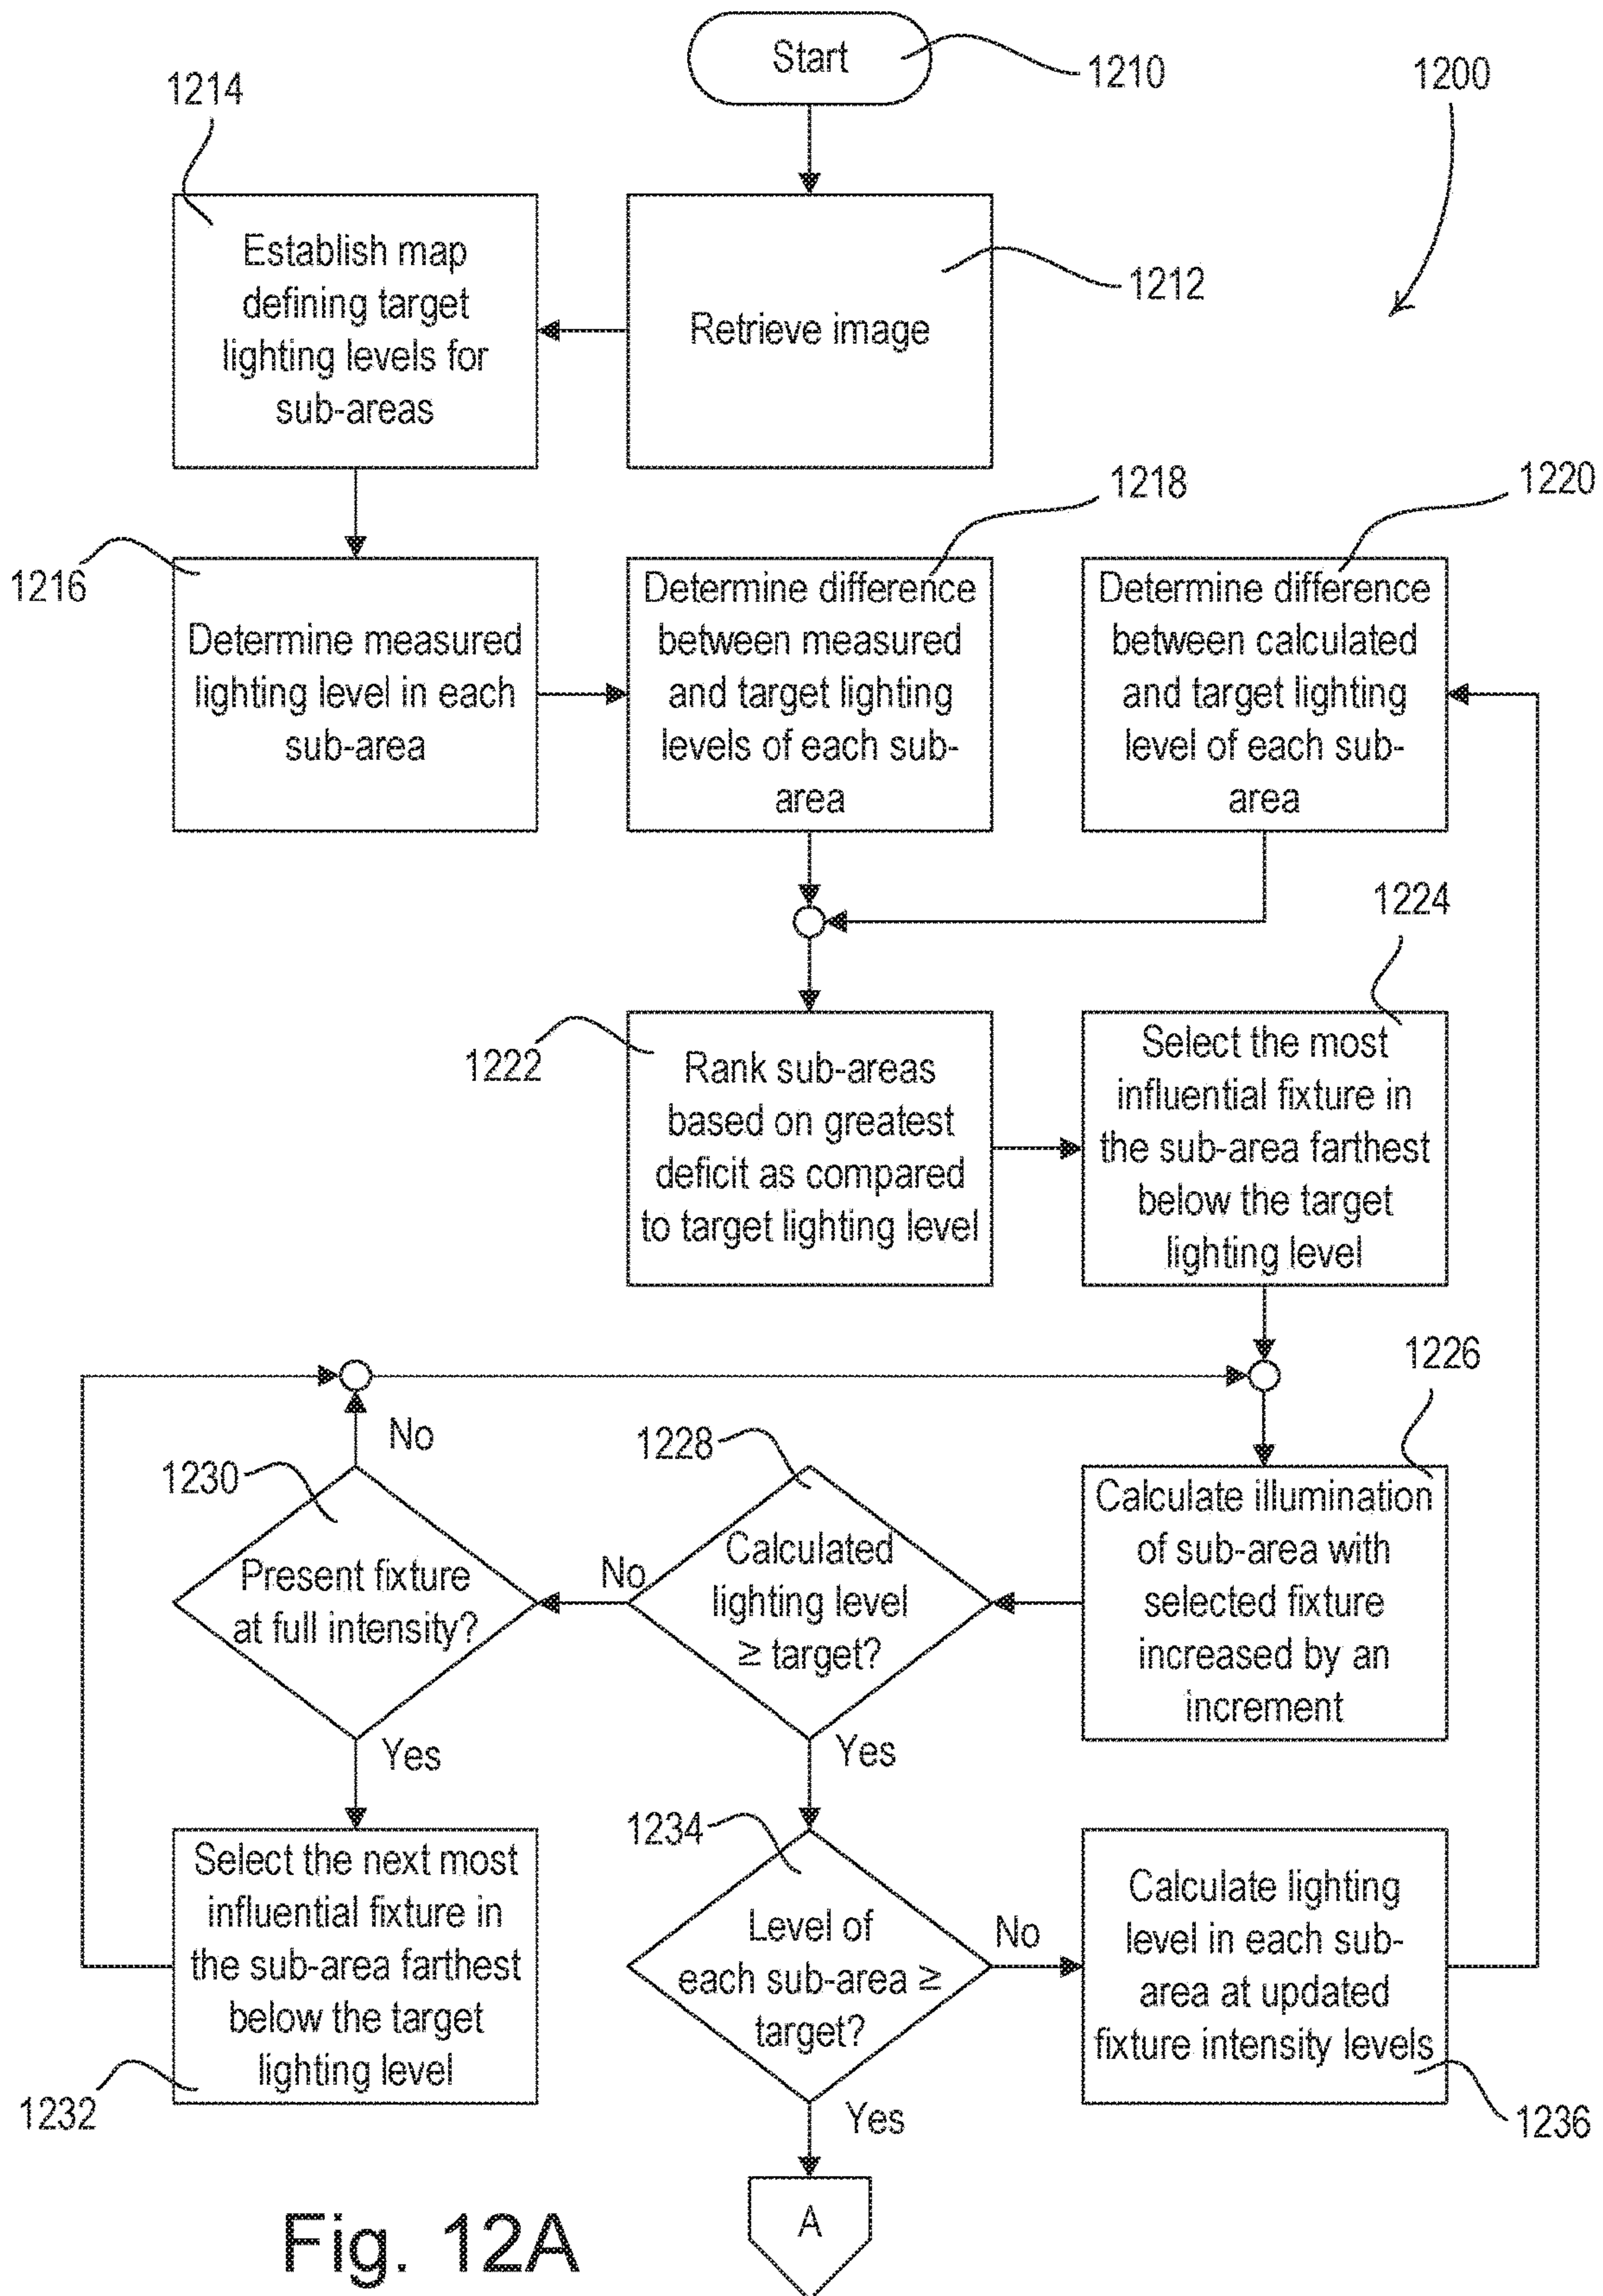 Start
1210
1200
1214
Establish map
defining target
lighting levels for
sub-areas
Retrieve image
1212
1218
1220
1216
Determine measured
lighting level in each
sub-area
Determine difference
between measured
and target lighting
levels of each sub-
area
Determine difference
between calculated
and target lighting
level of each sub-
area
1224
1222
Rank sub-areas
based on greatest
deficit as compared
to target lighting level
Select the most
influential fixture in
the sub-area farthest
below the target
lighting level
1226
No
1228
1230
Present fixture
at full intensity?
No
Calculated
lighting level
≥ target?
Calculate illumination
of sub-area with
selected fixture
increased by an
increment
Yes
Yes
1234
Select the next most
influential fixture in
the sub-area farthest
below the target
lighting level
1232
Level of
each sub-area ≥
target?
No
Calculate lighting
level in each sub-
area at updated
fixture intensity levels
1236
Yes
A
Fig. 12A